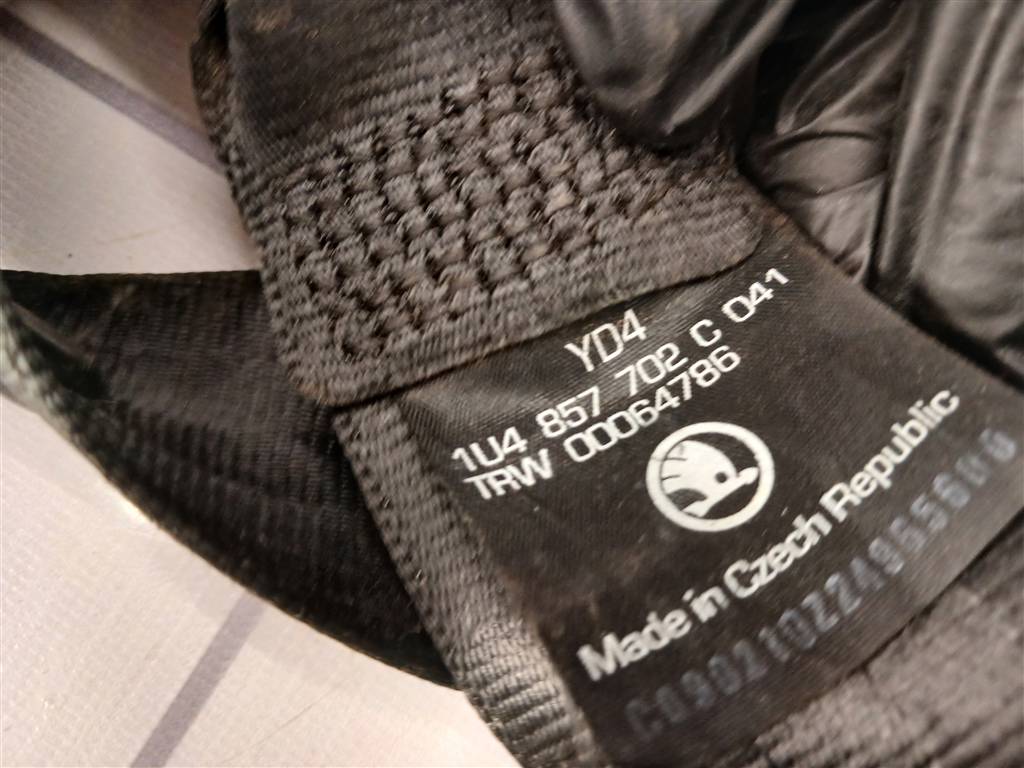 YD4
1U4 857 702 C 041
TRW 00064786
Made in Czech Republic